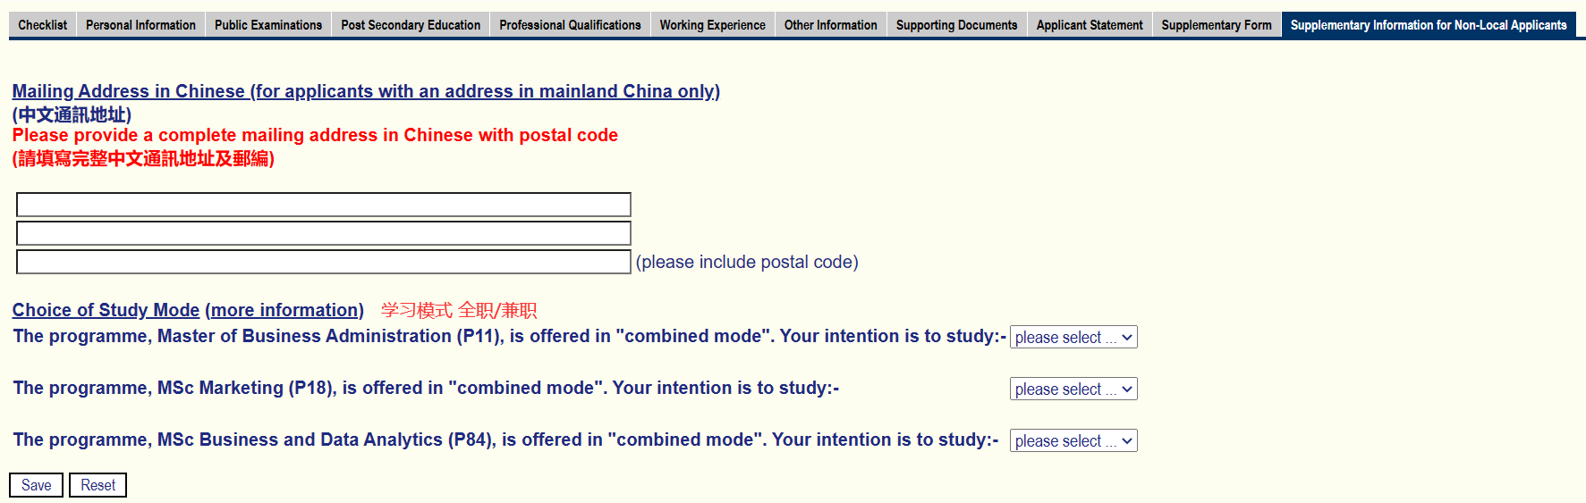 Checklist Personal Information Public Examinations Post Secondary Education Professional Qualifications Working Experience Other Information Supporting Documents Applicant Statement Supplementary Form Supplementary Information for Non-Local Applicants
Mailing Address in Chinese (for applicants with an address in mainland China only)
(中文通訊地址)
Please provide a complete mailing address in Chinese with postal code
(請填寫完整中文通訊地址及郵編)
(please include postal code)
Choice of Study Mode (more information) 学习模式 全职/兼职
The programme, Master of Business Administration (P11), is offered in "combined mode". Your intention is to study:- please select ...
The programme, MSc Marketing (P18), is offered in "combined mode". Your intention is to study:- please select ...
The programme, MSc Business and Data Analytics (P84), is offered in "combined mode". Your intention is to study:- please select ...
Save Reset